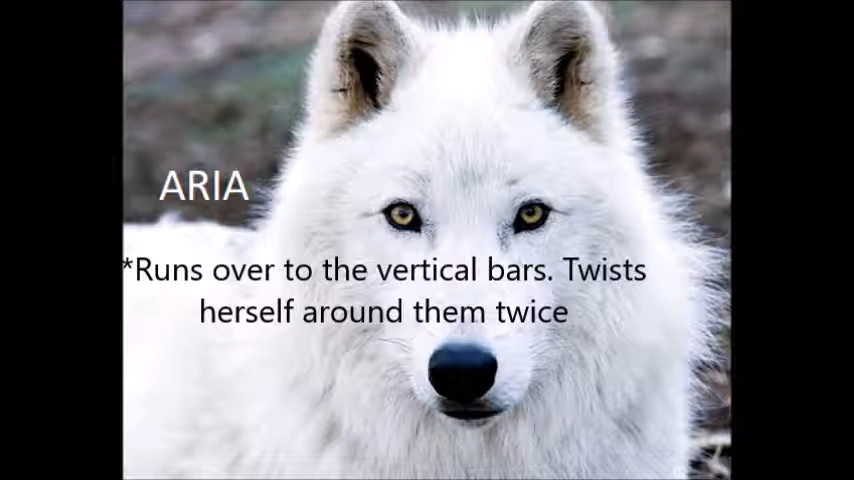 ARIA
*Runs over to the vertical bars. Twists
herself around them twice